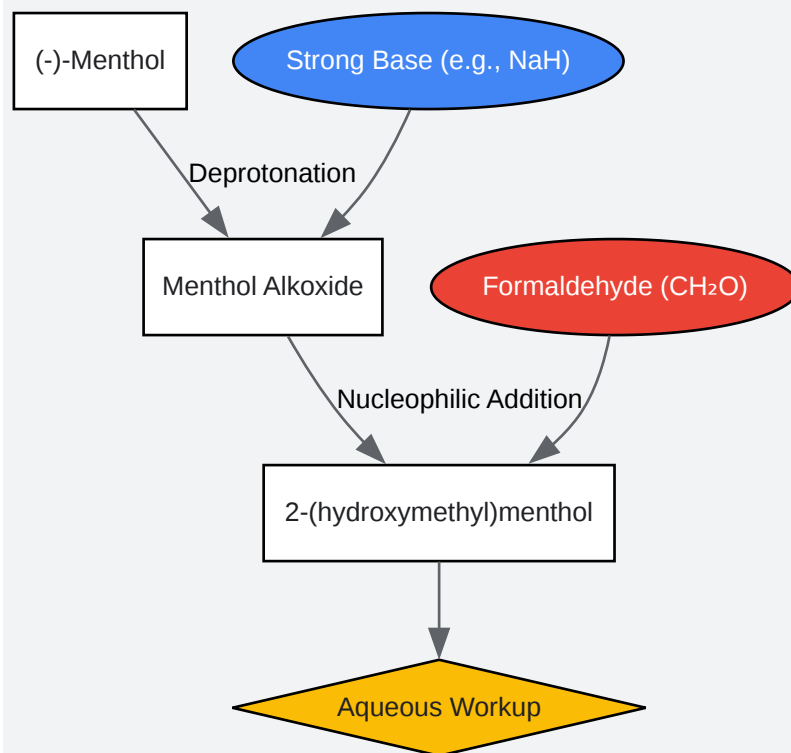 (-)-Menthol
Strong Base (e.g., NaH)
Deprotonation
Menthol Alkoxide
Formaldehyde (CH₂O)
Nucleophilic Addition
2-(hydroxymethyl)menthol
Aqueous Workup